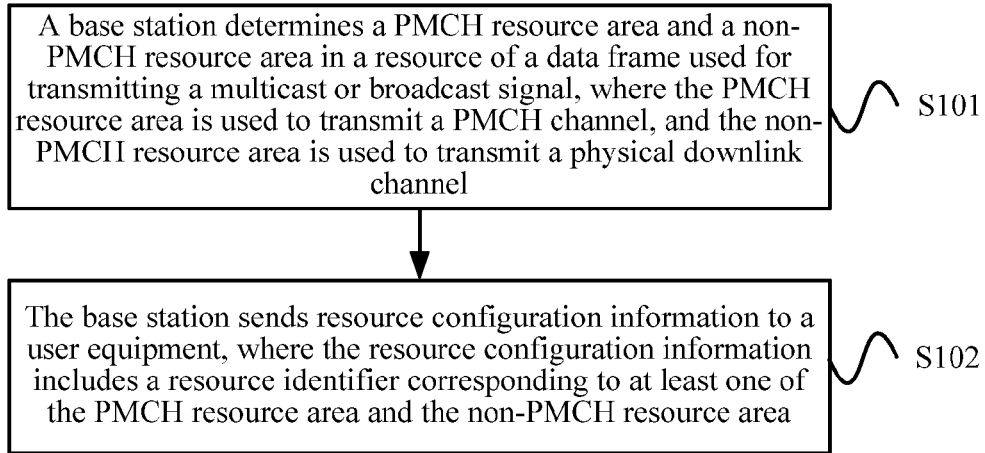 A base station determines a PMCH resource area and a non-
PMCH resource area in a resource of a data frame used for
transmitting a multicast or broadcast signal, where the PMCH
resource area is used to transmit a PMCH channel, and the non-
PMCH resource area is used to transmit a physical downlink
channel
S101
The base station sends resource configuration information to a
user equipment, where the resource configuration information
includes a resource identifier corresponding to at least one of
the PMCH resource area and the non-PMCH resource area
S102